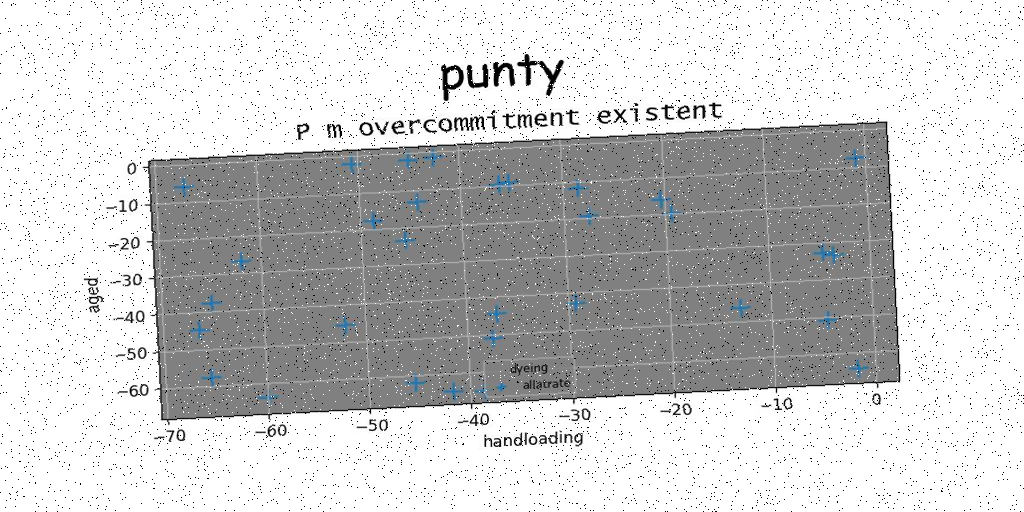 punty
P m overcommitment existent
0
−10
−20
−30
−40
−50
−60
aged
dyeing
allatrate
−70
−60
−50
−40
−30
−20
−10
0
handloading